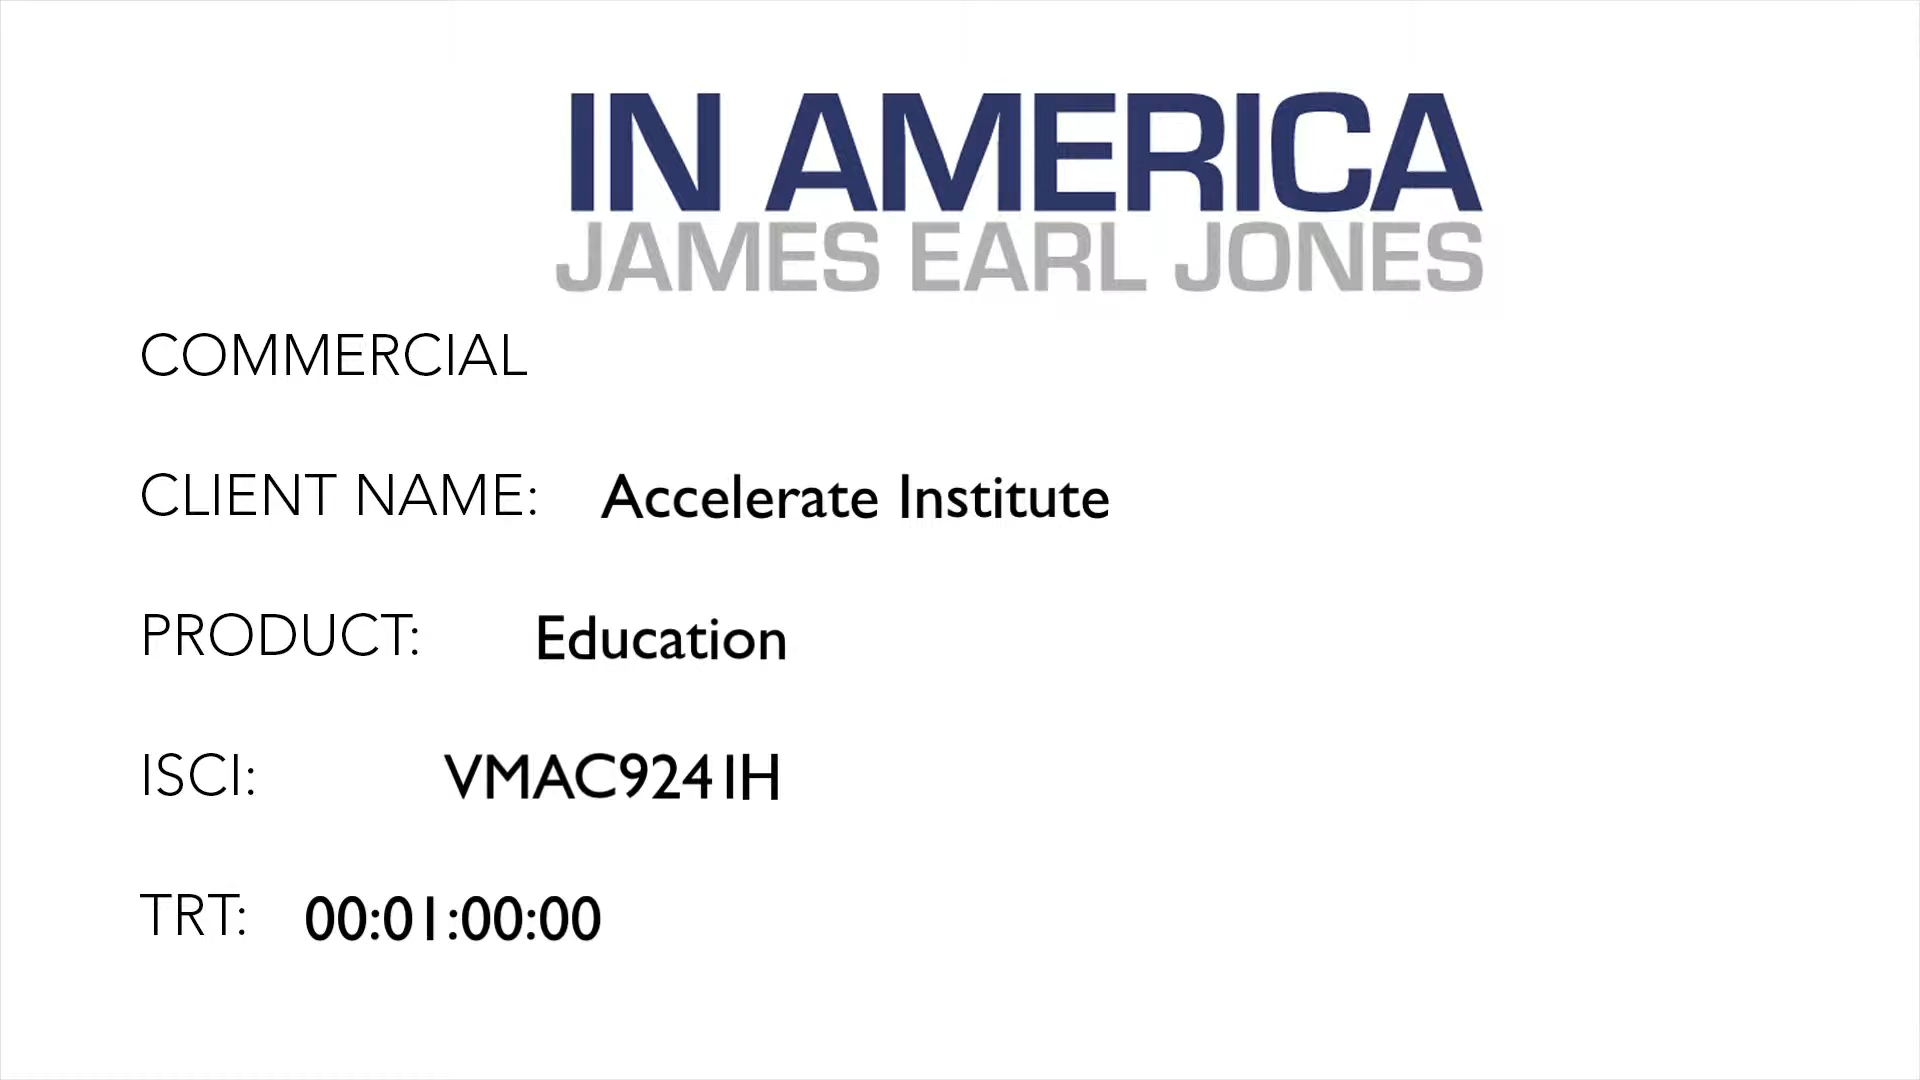 IN AMERICA
JAMES EARL JONES
COMMERCIAL
CLIENT NAME: Accelerate Institute
PRODUCT: Education
ISCI: VMAC9241H
TRT: 00:01:00:00